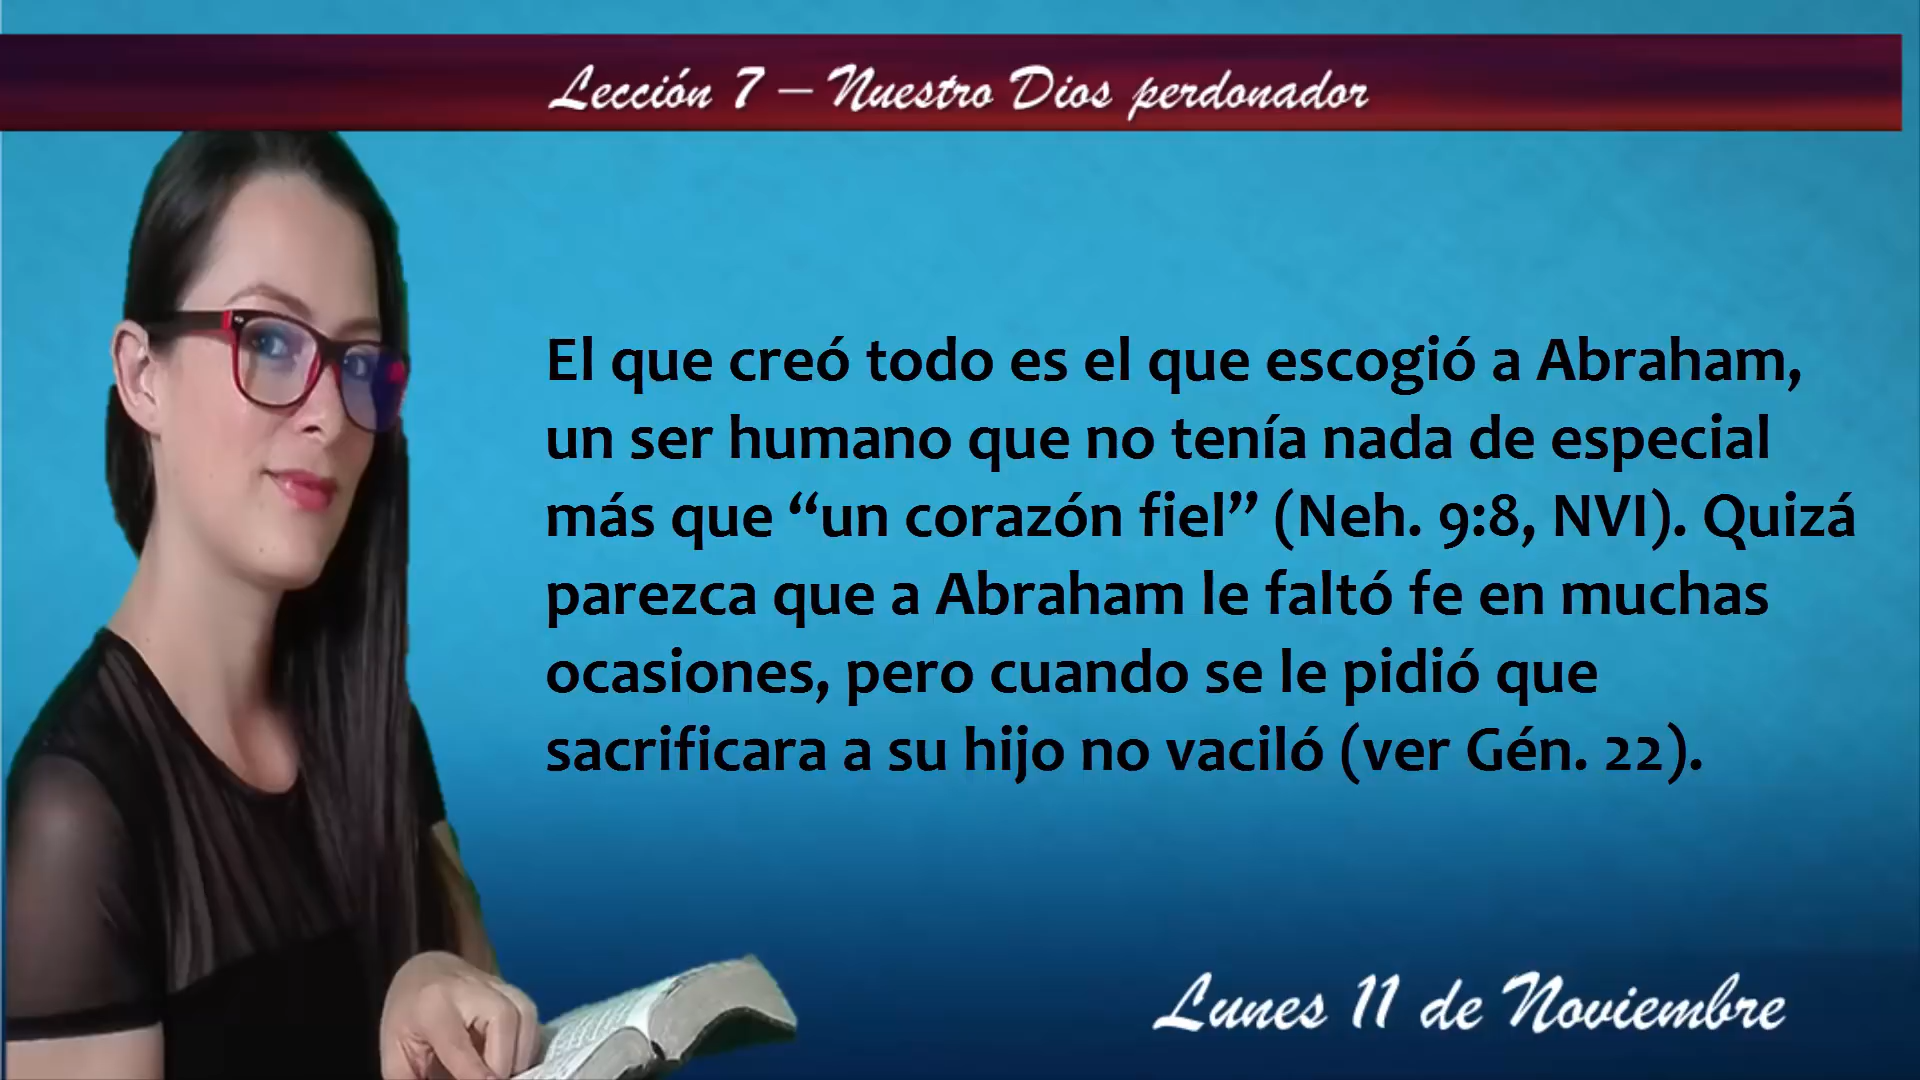 Lección 7 – Nuestro Dios perdonador
El que creó todo es el que escogió a Abraham,
un ser humano que no tenía nada de especial
más que “un corazón fiel” (Neh. 9:8, NVI). Quizá
parezca que a Abraham le faltó fe en muchas
ocasiones, pero cuando se le pidió que
sacrificara a su hijo no vaciló (ver Gén. 22).
Lunes 11 de Noviembre